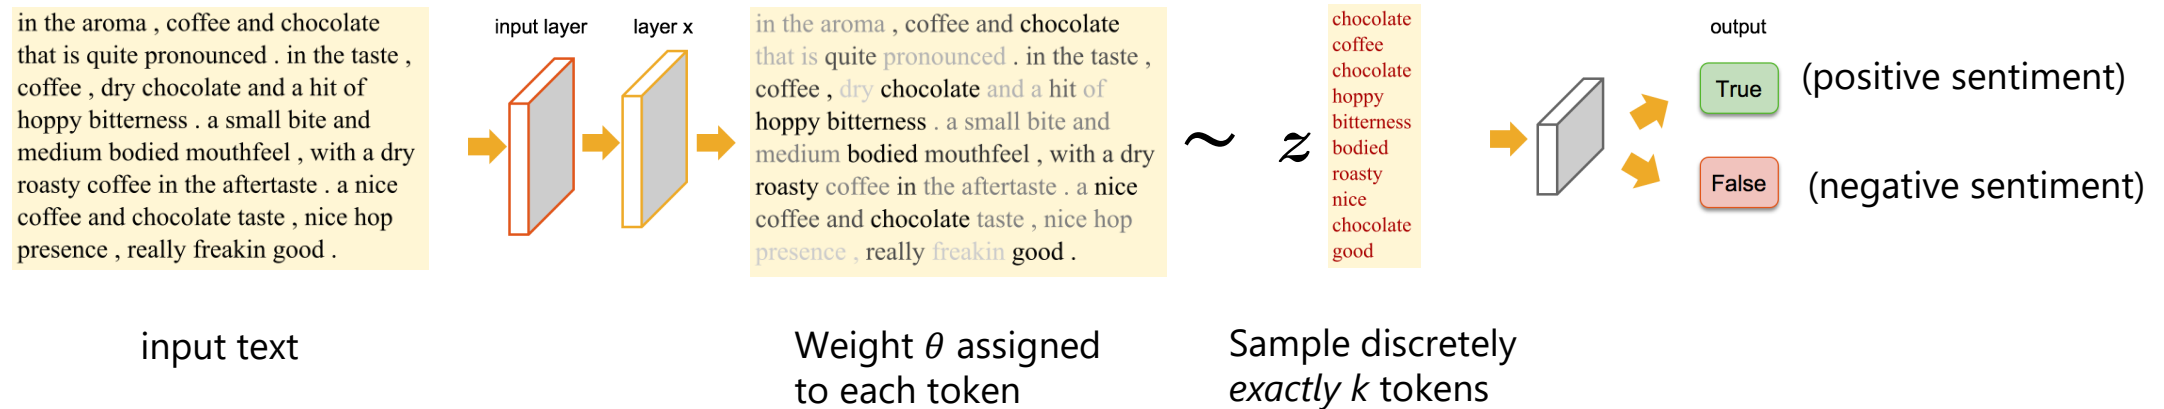 in the aroma , coffee and chocolate
that is quite pronounced . in the taste ,
coffee , dry chocolate and a hit of
hoppy bitterness . a small bite and
medium bodied mouthfeel , with a dry
roasty coffee in the aftertaste . a nice
coffee and chocolate taste , nice hop
presence , really freakin good .
input text
input layer
layer x
in the aroma , coffee and chocolate
that is quite pronounced . in the taste ,
coffee , dry chocolate and a hit of
hoppy bitterness . a small bite and
medium bodied mouthfeel , with a dry
roasty coffee in the aftertaste . a nice
coffee and chocolate taste , nice hop
presence , really freakin good .
Weight θ assigned
to each token
~ z
chocolate
coffee
chocolate
hoppy
bitterness
bodied
roasty
nice
chocolate
good
Sample discretely
exactly k tokens
output
True
(positive sentiment)
False
(negative sentiment)